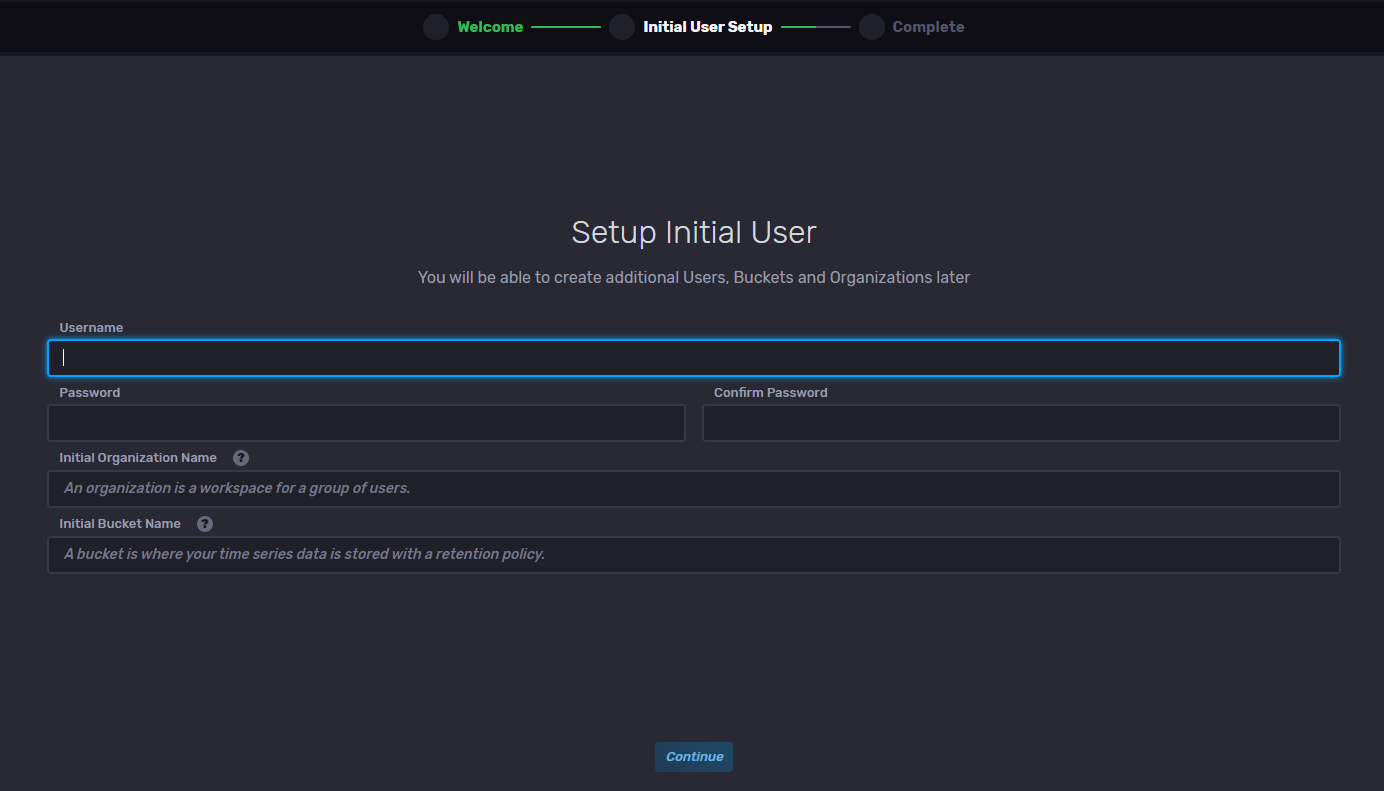 Welcome Initial User Setup Complete
Setup Initial User
You will be able to create additional Users, Buckets and Organizations later
Username
Password Confirm Password
Initial Organization Name ?
An organization is a workspace for a group of users.
Initial Bucket Name ?
A bucket is where your time series data is stored with a retention policy.
Continue